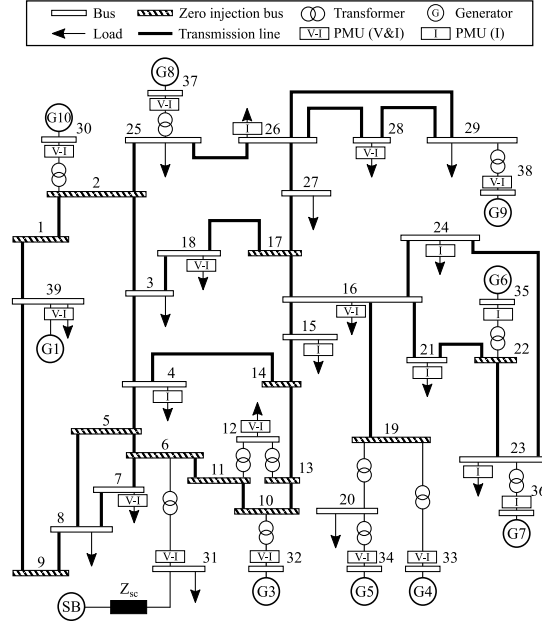 Bus Zero injection bus Transformer G Generator
Load Transmission line V-I PMU (V&I) I PMU (I)
G8 37
V-I
G10 30
V-I
25 I 26 28 29
V-I
2
38
V-I
G9
27
1
24
I
18 17
V-I
G6
35
I
39
V-I
G1
3
16
V-I
15
I
21
I
22
4
I
14
5
12 V-I
19
6
11
13
23
I
7
V-I
10
20
I 36
G7
8
V-I 31
V-I 32
V-I 34
V-I 33
9
Zsc
SB
G3
G5
G4